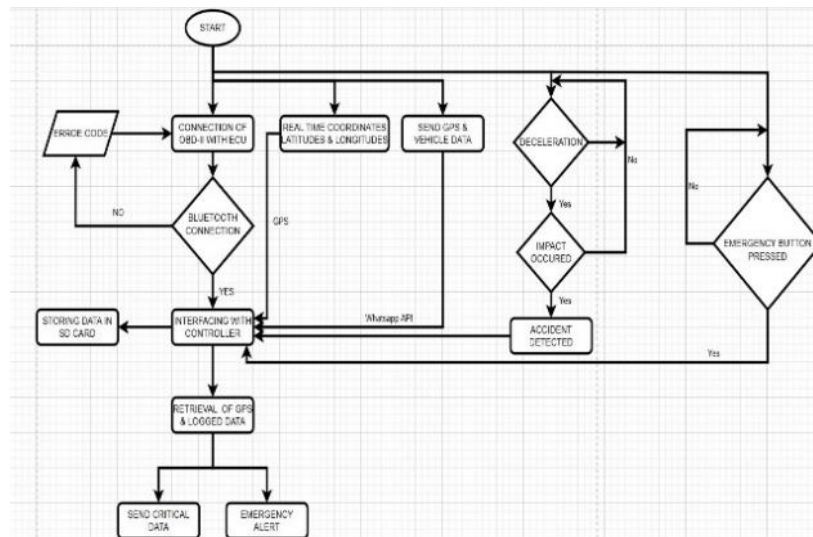 START
ERROE CODE
CONNECTION OF
OBD-II WITH ECU
REAL TIME COORDINATES
LATITUDES & LONGITUDES
SEND GPS &
VEHICLE DATA
DECELERATION
No
Yes
NO
BLUETOOTH
CONNECTION
GPS
IMPACT
OCCURED
No
EMERGENCY BUTTON
PRESSED
YES
Yes
STORING DATA IN
SD CARD
INTERFACING WITH
CONTROLLER
Whatsapp API
ACCIDENT
DETECTED
Yes
RETRIEVAL OF GPS
& LOGGED DATA
SEND CRITICAL
DATA
EMERGENCY
ALERT